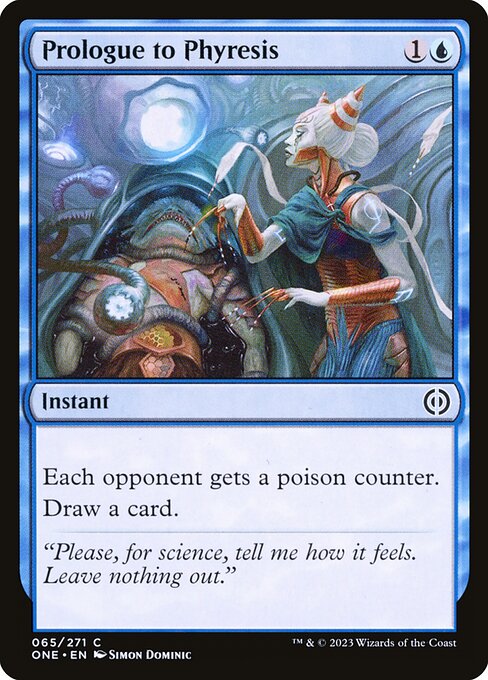 Prologue to Phyresis 1
Instant
Each opponent gets a poison counter.
Draw a card.
“Please, for science, tell me how it feels.
Leave nothing out.”
065/271 C
ONE • EN Simon Dominic
™ & © 2023 Wizards of the Coast